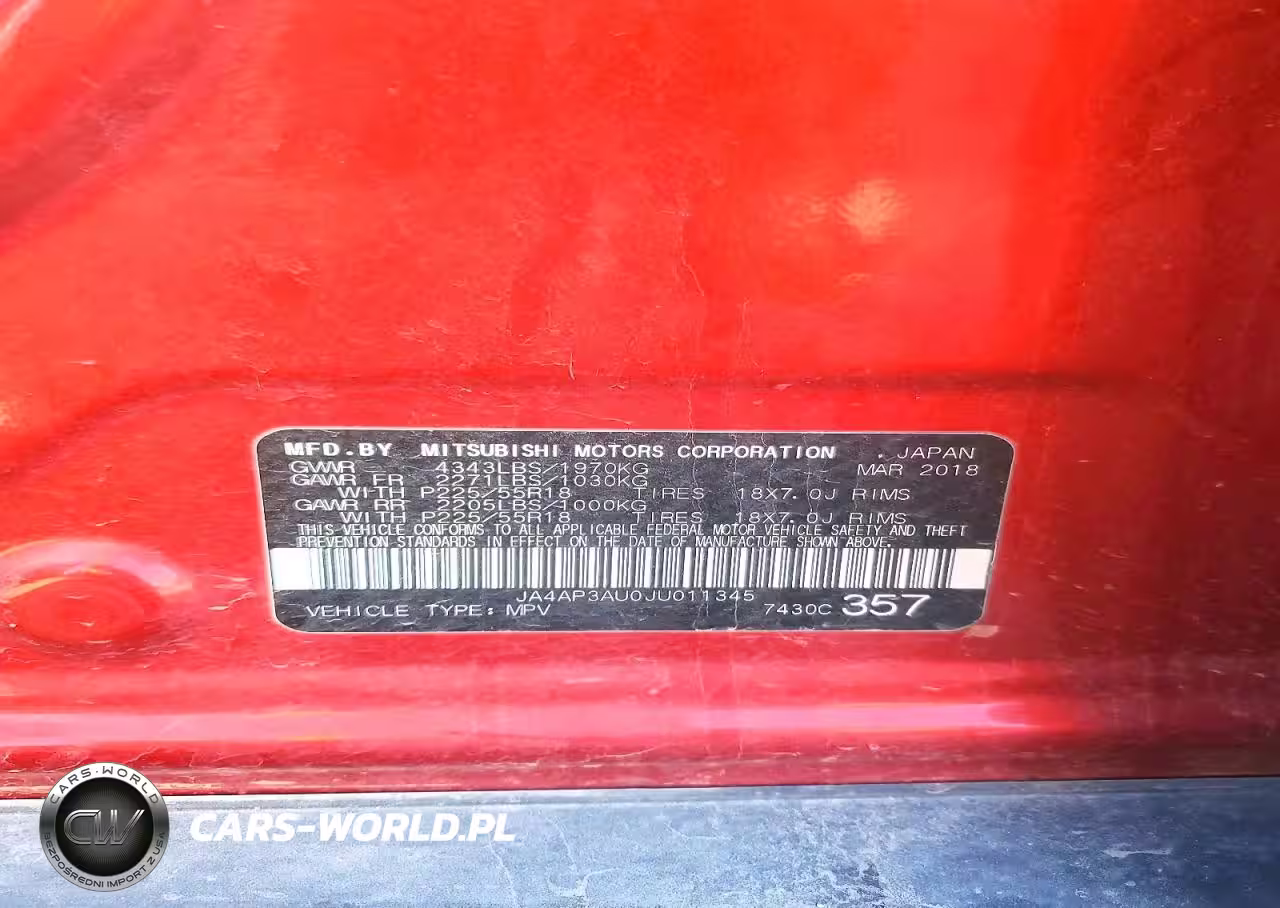 MFD.BY MITSUBISHI MOTORS CORPORATION . JAPAN
GVWR 4343LBS/1970KG MAR 2018
GAWR FR 2271LBS/1030KG
WITH P225/55R18 TIRES 18X7.0J RIMS
GAWR RR 2205LBS/1000KG
WITH P225/55R18 TIRES 18X7.0J RIMS
THIS VEHICLE CONFORMS TO ALL APPLICABLE FEDERAL MOTOR VEHICLE SAFETY AND THEFT
PREVENTION STANDARDS IN EFFECT ON THE DATE OF MANUFACTURE SHOWN ABOVE.
JA4AP3AU0JU011345
VEHICLE TYPE: MPV 7430C 357
CARS-WORLD
CW
BEZPOŚREDNI IMPORT Z USA
CARS-WORLD.PL